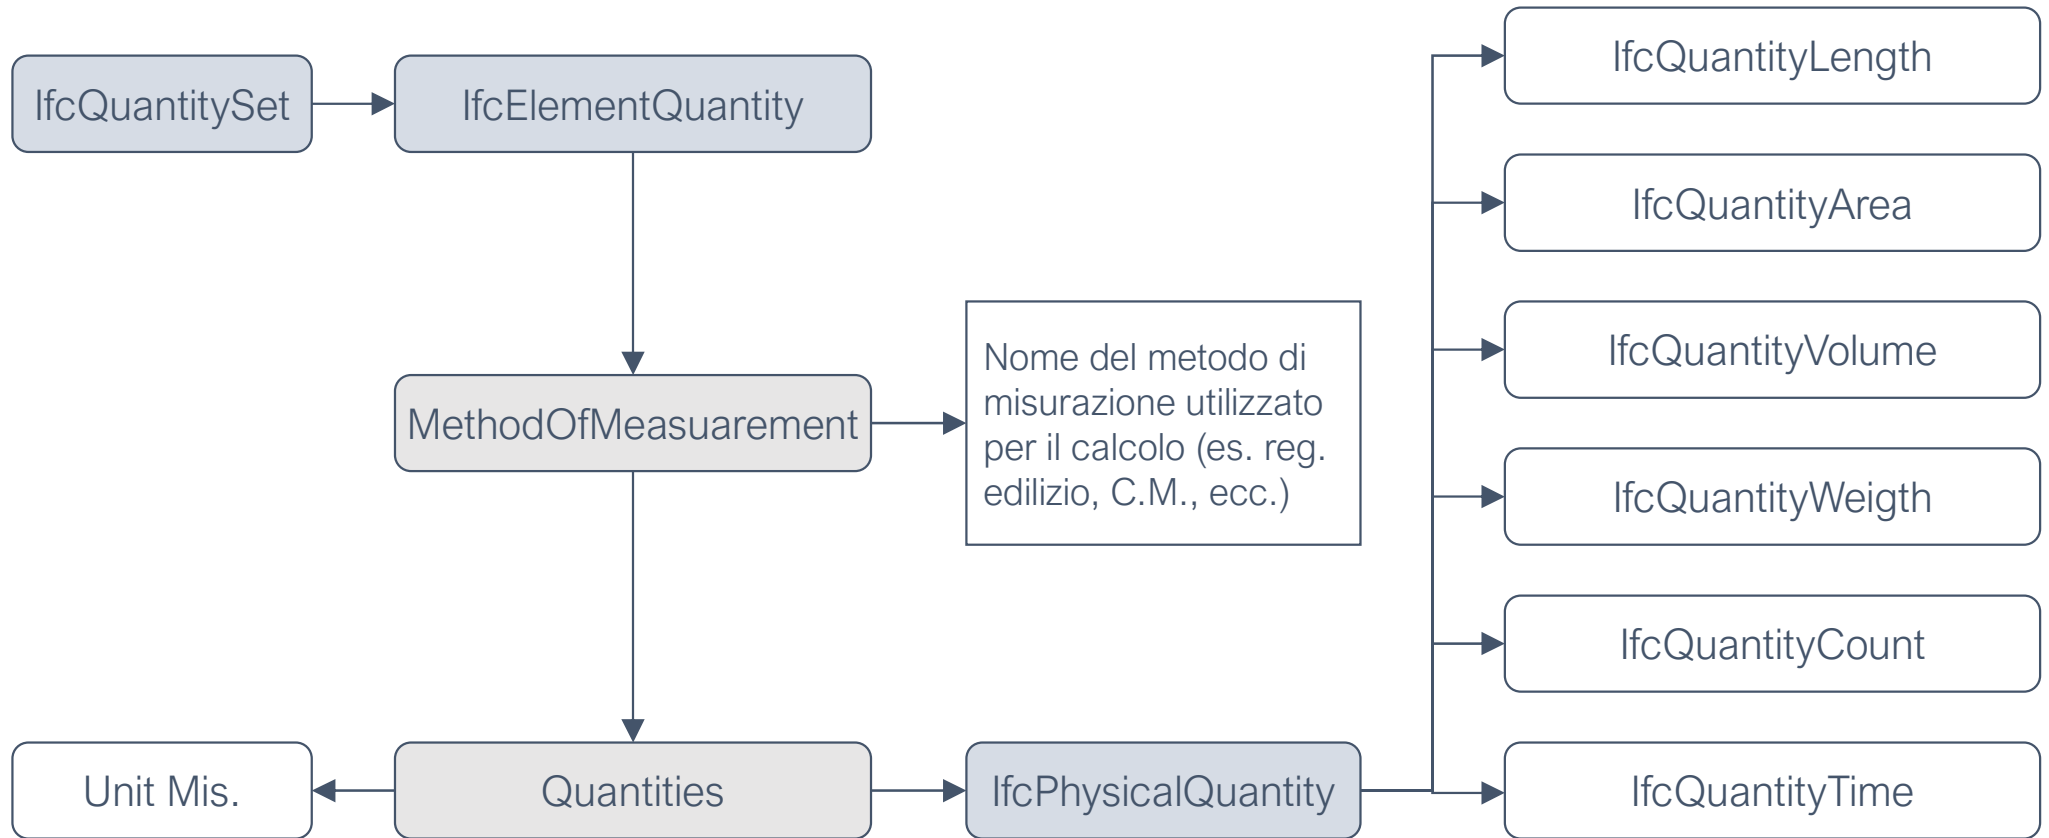 IfcQuantitySet
IfcElementQuantity
MethodOfMeasuarement
Nome del metodo di
misurazione utilizzato
per il calcolo (es. reg.
edilizio, C.M., ecc.)
Unit Mis.
Quantities
IfcPhysicalQuantity
IfcQuantityLength
IfcQuantityArea
IfcQuantityVolume
IfcQuantityWeigth
IfcQuantityCount
IfcQuantityTime